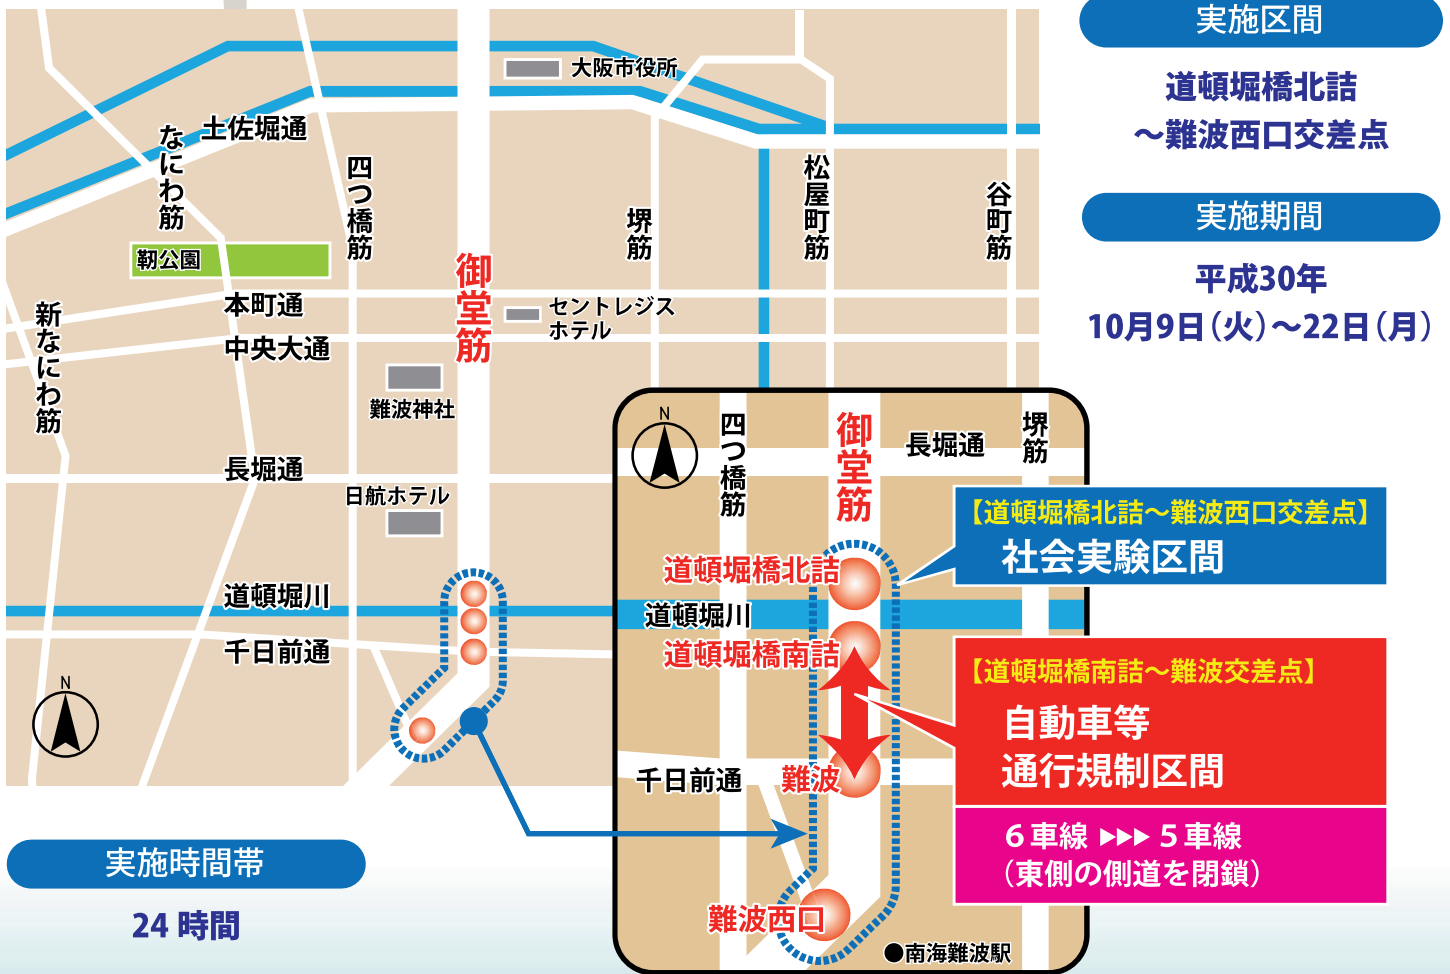 実施区間
道頓堀橋北詰
～難波西口交差点
実施期間
平成30年
10月9日（火）～22日（月）
大阪市役所
土佐堀通
なにわ筋
四つ橋筋
堺筋
松屋町筋
谷町筋
靭公園
御堂筋
本町通
セントレジス
ホテル
新なにわ筋
中央大通
難波神社
長堀通
日航ホテル
道頓堀川
千日前通
N
N
四つ橋筋
御堂筋
長堀通
堺筋
【道頓堀橋北詰～難波西口交差点】
社会実験区間
道頓堀橋北詰
道頓堀川
道頓堀橋南詰
【道頓堀橋南詰～難波交差点】
自動車等
通行規制区間
千日前通
難波
６車線 ▶▶▶ ５車線
（東側の側道を閉鎖）
難波西口
●南海難波駅
実施時間帯
24 時間